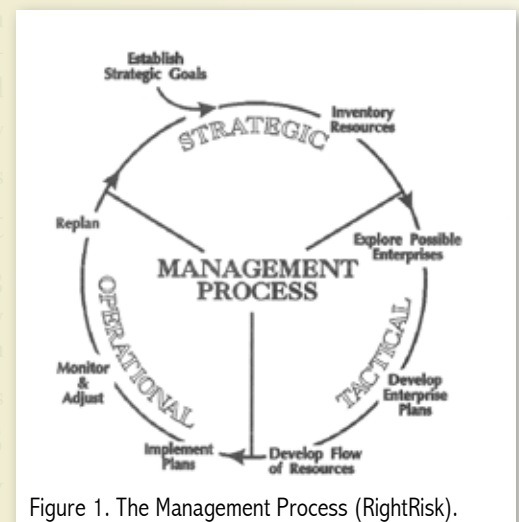 Establish
Strategic Goals
STRATEGIC
Inventory
Resources
Explore Possible
Enterprises
TACTICAL
Develop
Enterprise
Plans
Develop Flow
of Resources
Implement
Plans
OPERATIONAL
Monitor
&
Adjust
Replan
MANAGEMENT
PROCESS
Figure 1. The Management Process (RightRisk).